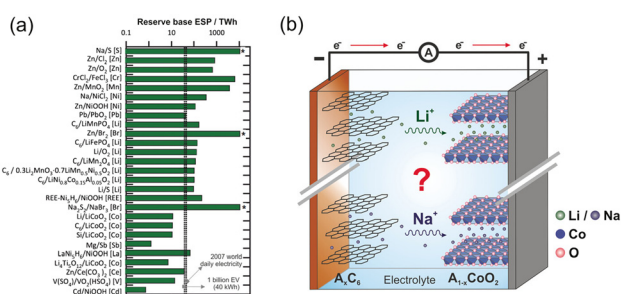 (a)
Reserve base ESP / TWh
0.1 10 1000
Na/S [S]
Zn/Cl₂ [Zn]
Zn/O₂ [Zn]
CrCl₂/FeCl₃ [Cr]
Zn/MnO₂ [Mn]
Na/NiCl₂ [Ni]
Zn/NiOOH [Ni]
Pb/PbO₂ [Pb]
C₆/LiMnPO₄ [Li]
Zn/Br₂ [Br]
C₆/LiFePO₄ [Li]
Li/O₂ [Li]
C₆/LiMn₂O₄ [Li]
C₆ / 0.3Li₂MnO₃·0.7LiMn₀.₅Ni₀.₅O₂ [Li]
C₆/LiNi₀.₈Co₀.₁₅Al₀.₀₅O₂ [Li]
Li/S [Li]
REE-Ni₅H₆/NiOOH [REE]
Na₂S₂/NaBr₃ [Br]
Li/LiCoO₂ [Co]
C₆/LiCoO₂ [Co]
Si/LiCoO₂ [Co]
Mg/Sb [Sb]
LaNi₅H₆/NiOOH [La]
Li₄Ti₅O₁₂/LiCoO₂ [Co]
Zn/Ce(CO₃)₂ [Ce]
V(SO₄)/VO₂(HSO₄) [V]
Cd/NiOOH [Cd]
*
*
*
2007 world
daily electricity
1 billion EV
(40 kWh)
(b)
e⁻ e⁻ A e⁻ e⁻
− +
Li⁺
?
Na⁺
AₓC₆ Electrolyte A₁₋ₓCoO₂
Li / Na
Co
O